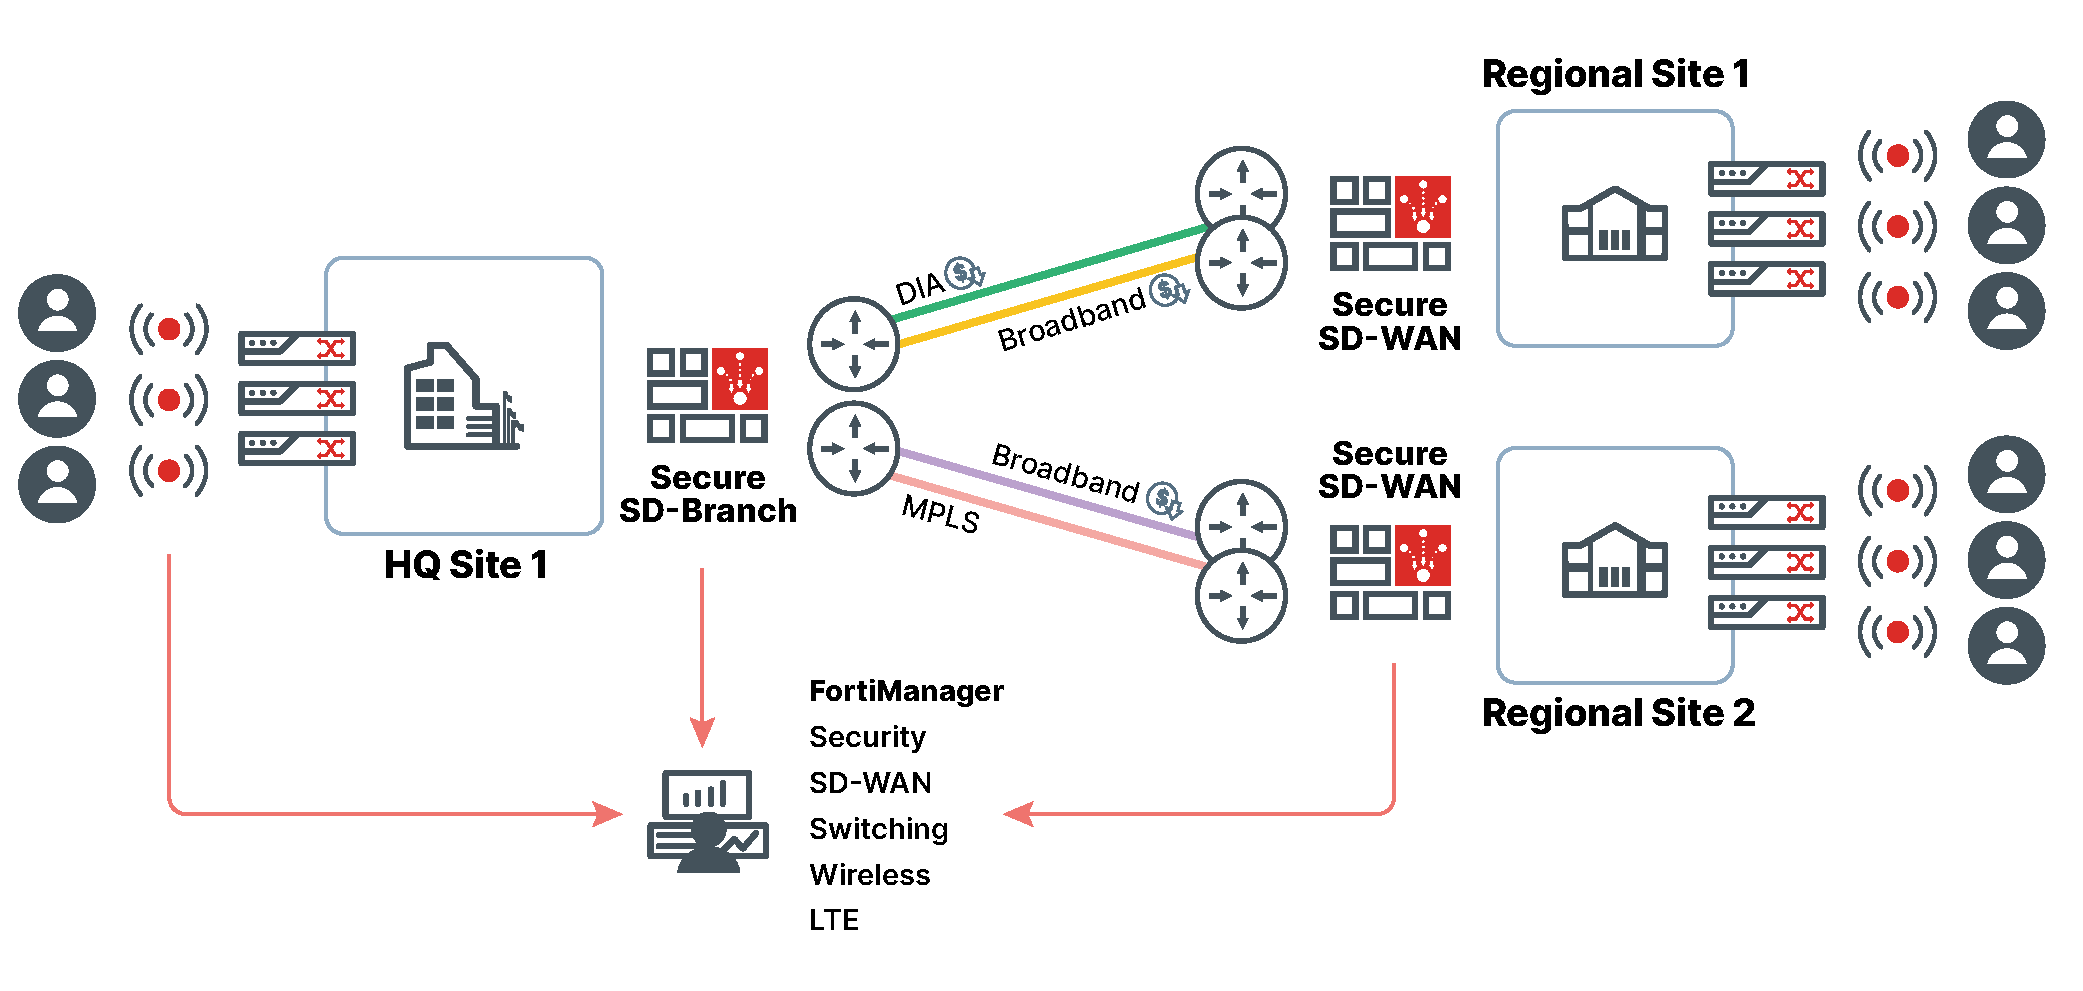 Regional Site 1
DIA $
Broadband $
Secure
SD-WAN
Secure
SD-Branch
HQ Site 1
Broadband $
MPLS
Secure
SD-WAN
Regional Site 2
FortiManager
Security
SD-WAN
Switching
Wireless
LTE